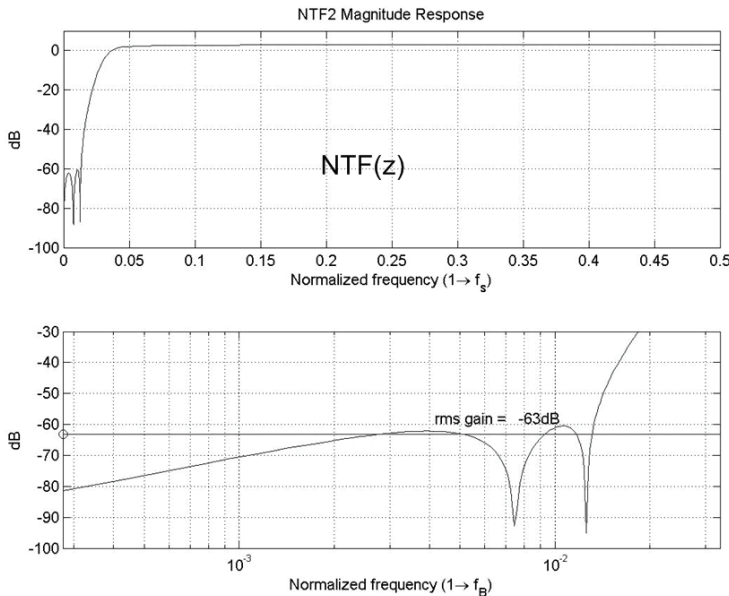 NTF2 Magnitude Response
0
-20
-40
-60
-80
-100
dB
NTF(z)
0 0.05 0.1 0.15 0.2 0.25 0.3 0.35 0.4 0.45 0.5
Normalized frequency (1→ f_s)
-30
-40
-50
-60
-70
-80
-90
-100
dB
rms gain = -63dB
10^-3 10^-2
Normalized frequency (1→ f_B)